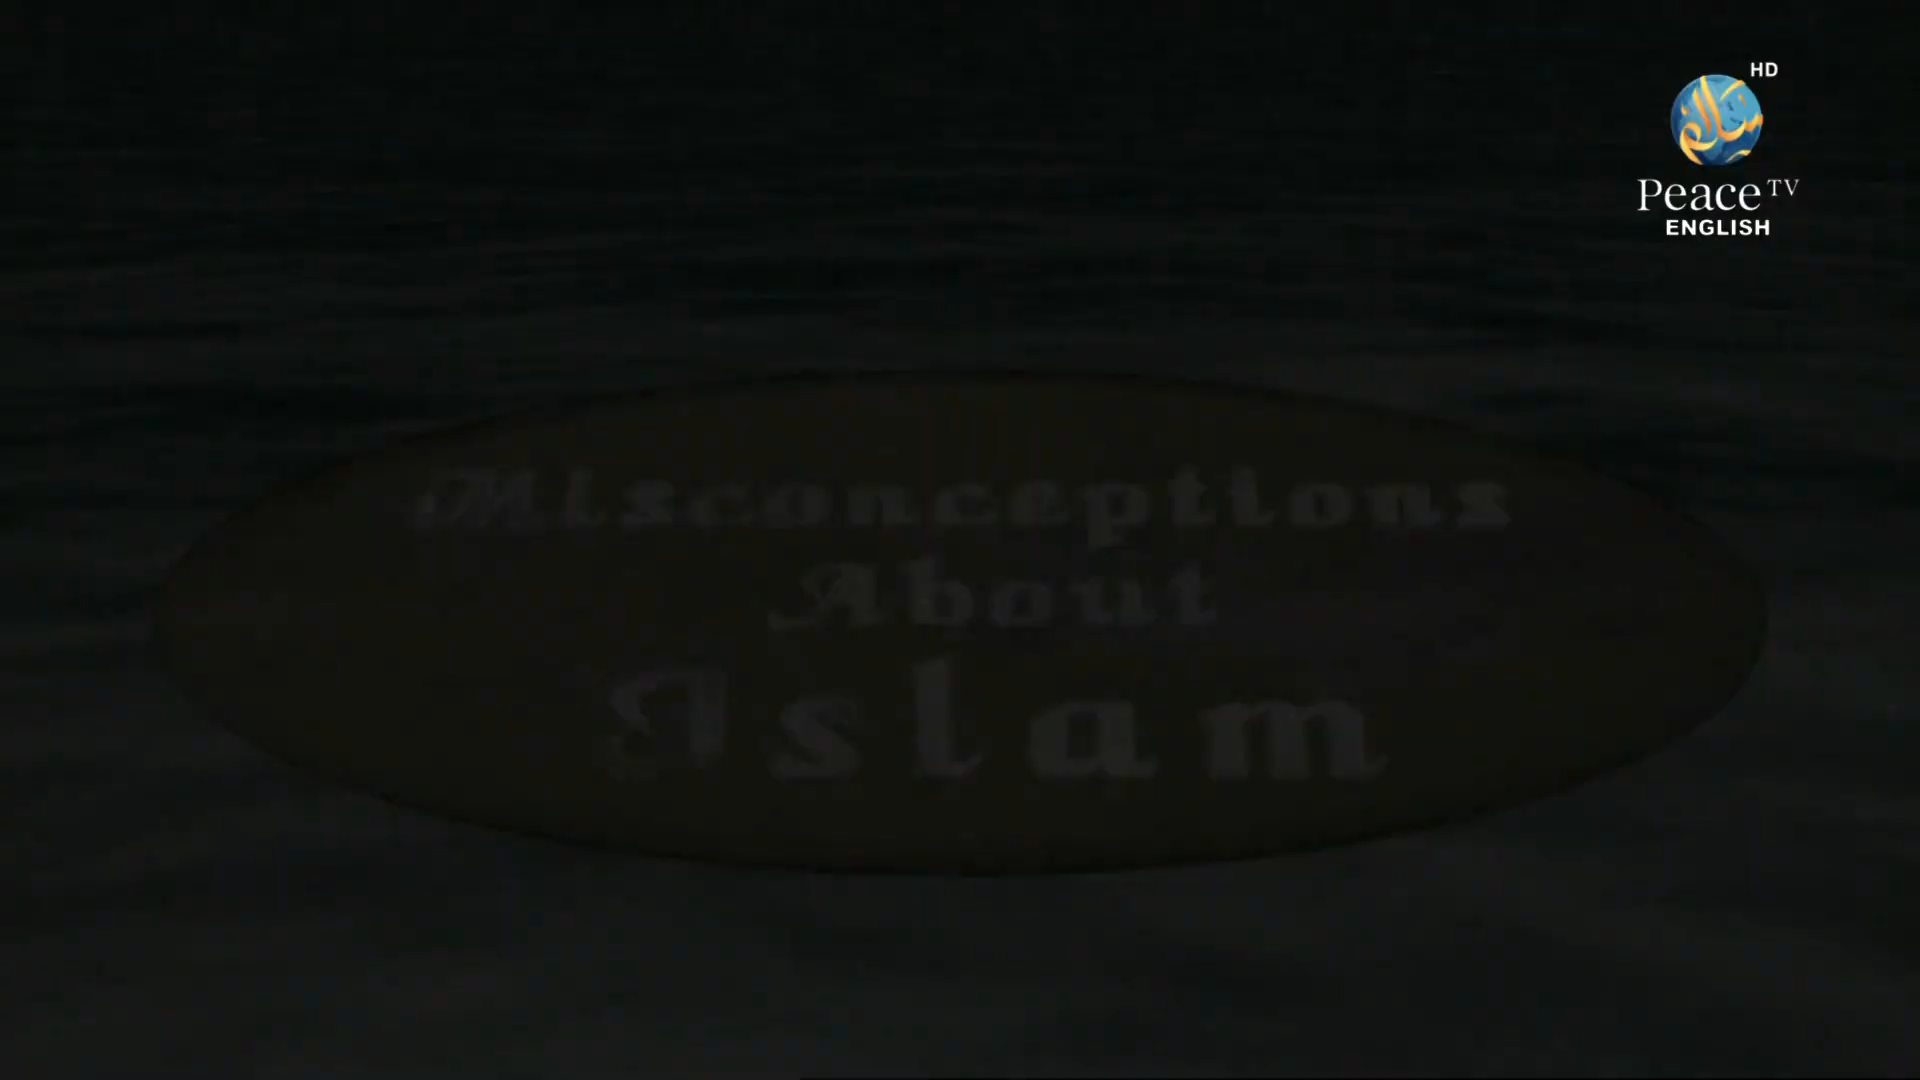 HD
Peace TV
ENGLISH
Misconceptions
About
Islam